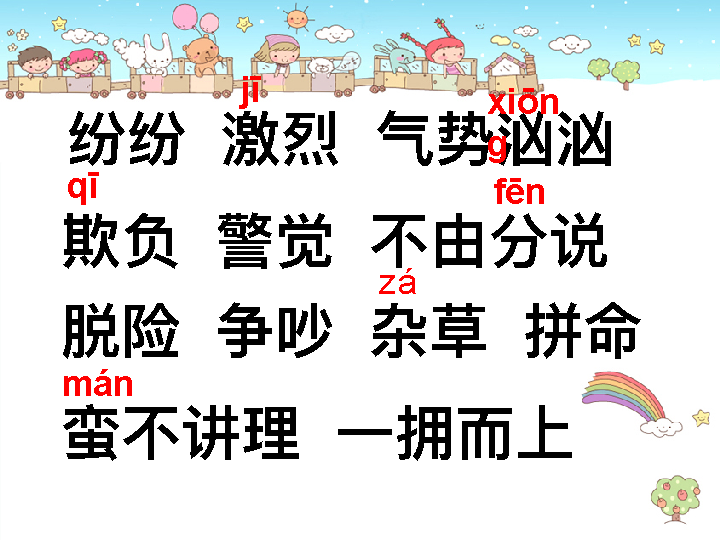 jī xiōng
纷纷 激烈 气势汹汹
qī fēn
欺负 警觉 不由分说
zá
脱险 争吵 杂草 拼命
mán
蛮不讲理 一拥而上